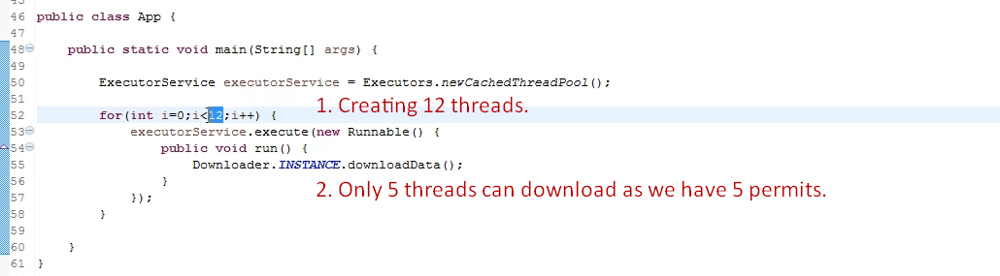 46 public class App {
47
48 public static void main(String[] args) {
49
50 ExecutorService executorService = Executors.newCachedThreadPool();
51
52 for(int i=0;i<12;i++) {
1. Creating 12 threads.
53 executorService.execute(new Runnable() {
54 public void run() {
55 Downloader.INSTANCE.downloadData();
56 }
2. Only 5 threads can download as we have 5 permits.
57 });
58 }
59
60 }
61 }